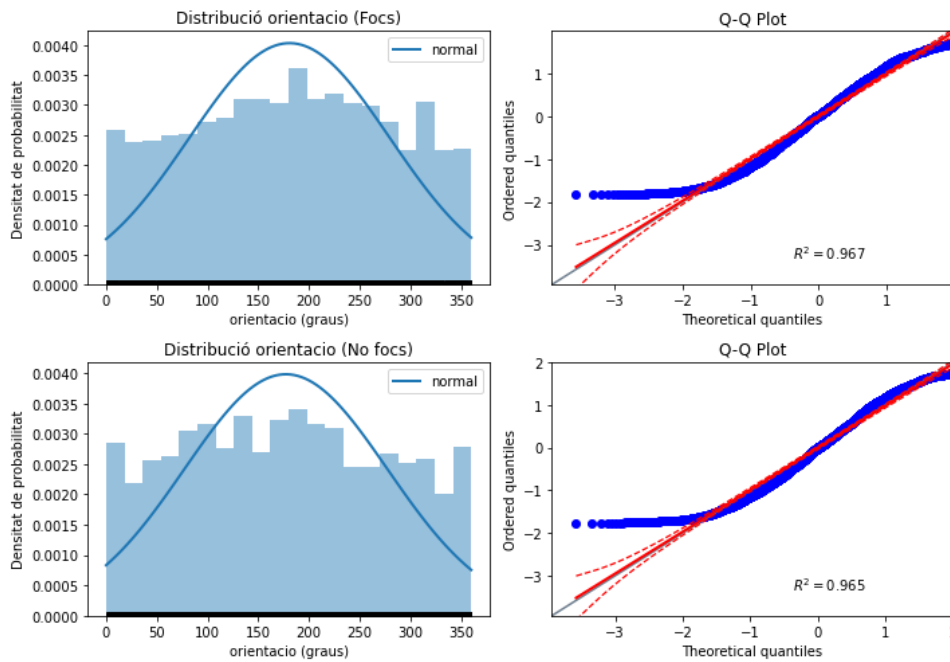 Distribució orientacio (Focs)
0.0040
0.0035
0.0030
0.0025
0.0020
0.0015
0.0010
0.0005
0.0000
Densitat de probabilitat
normal
0 50 100 150 200 250 300 350
orientacio (graus)
Q-Q Plot
1
0
−1
−2
−3
Ordered quantiles
R² = 0.967
−3 −2 −1 0 1
Theoretical quantiles
Distribució orientacio (No focs)
0.0040
0.0035
0.0030
0.0025
0.0020
0.0015
0.0010
0.0005
0.0000
Densitat de probabilitat
normal
0 50 100 150 200 250 300 350
orientacio (graus)
Q-Q Plot
2
1
0
−1
−2
−3
Ordered quantiles
R² = 0.965
−3 −2 −1 0 1
Theoretical quantiles